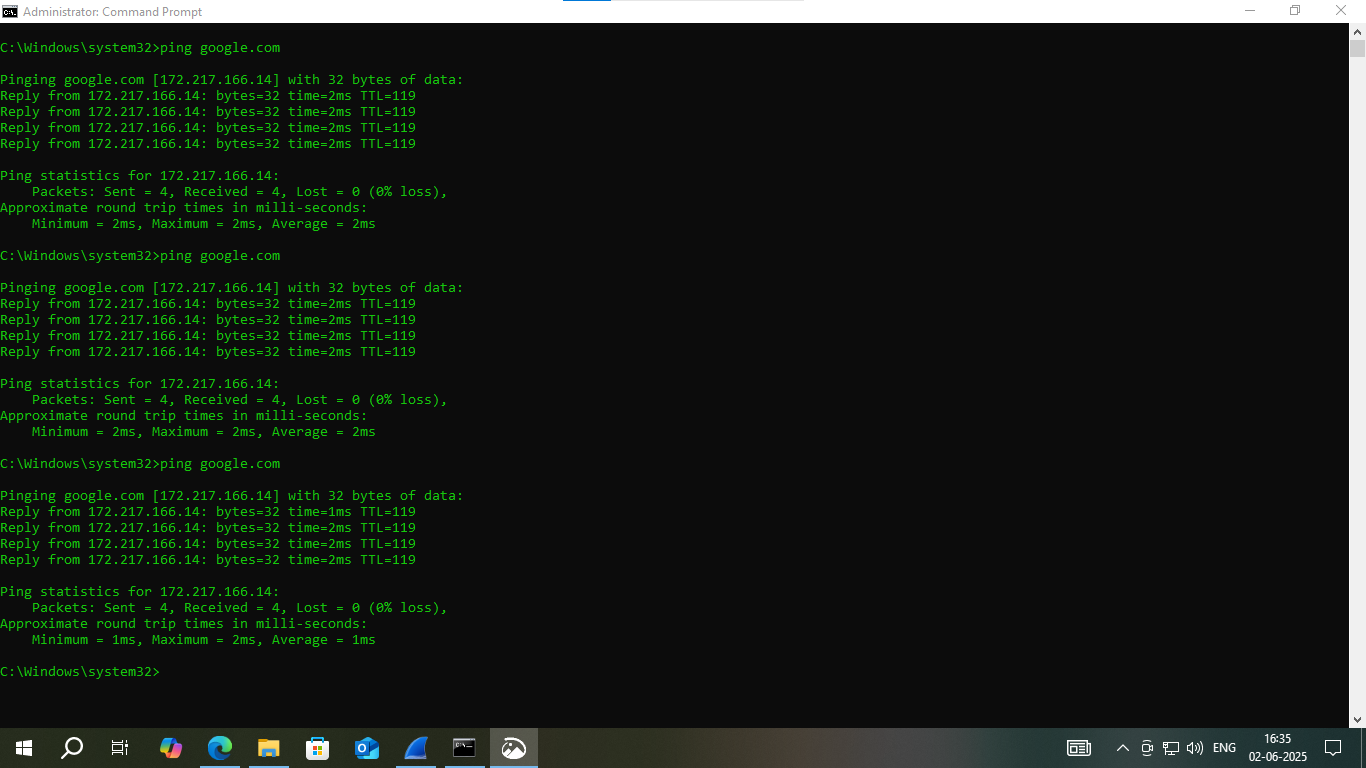 Administrator: Command Prompt
C:\Windows\system32>ping google.com
Pinging google.com [172.217.166.14] with 32 bytes of data:
Reply from 172.217.166.14: bytes=32 time=2ms TTL=119
Reply from 172.217.166.14: bytes=32 time=2ms TTL=119
Reply from 172.217.166.14: bytes=32 time=2ms TTL=119
Reply from 172.217.166.14: bytes=32 time=2ms TTL=119
Ping statistics for 172.217.166.14:
    Packets: Sent = 4, Received = 4, Lost = 0 (0% loss),
Approximate round trip times in milli-seconds:
    Minimum = 2ms, Maximum = 2ms, Average = 2ms
C:\Windows\system32>ping google.com
Pinging google.com [172.217.166.14] with 32 bytes of data:
Reply from 172.217.166.14: bytes=32 time=2ms TTL=119
Reply from 172.217.166.14: bytes=32 time=2ms TTL=119
Reply from 172.217.166.14: bytes=32 time=2ms TTL=119
Reply from 172.217.166.14: bytes=32 time=2ms TTL=119
Ping statistics for 172.217.166.14:
    Packets: Sent = 4, Received = 4, Lost = 0 (0% loss),
Approximate round trip times in milli-seconds:
    Minimum = 2ms, Maximum = 2ms, Average = 2ms
C:\Windows\system32>ping google.com
Pinging google.com [172.217.166.14] with 32 bytes of data:
Reply from 172.217.166.14: bytes=32 time=1ms TTL=119
Reply from 172.217.166.14: bytes=32 time=2ms TTL=119
Reply from 172.217.166.14: bytes=32 time=2ms TTL=119
Reply from 172.217.166.14: bytes=32 time=2ms TTL=119
Ping statistics for 172.217.166.14:
    Packets: Sent = 4, Received = 4, Lost = 0 (0% loss),
Approximate round trip times in milli-seconds:
    Minimum = 1ms, Maximum = 2ms, Average = 1ms
C:\Windows\system32>
ENG
16:35
02-06-2025